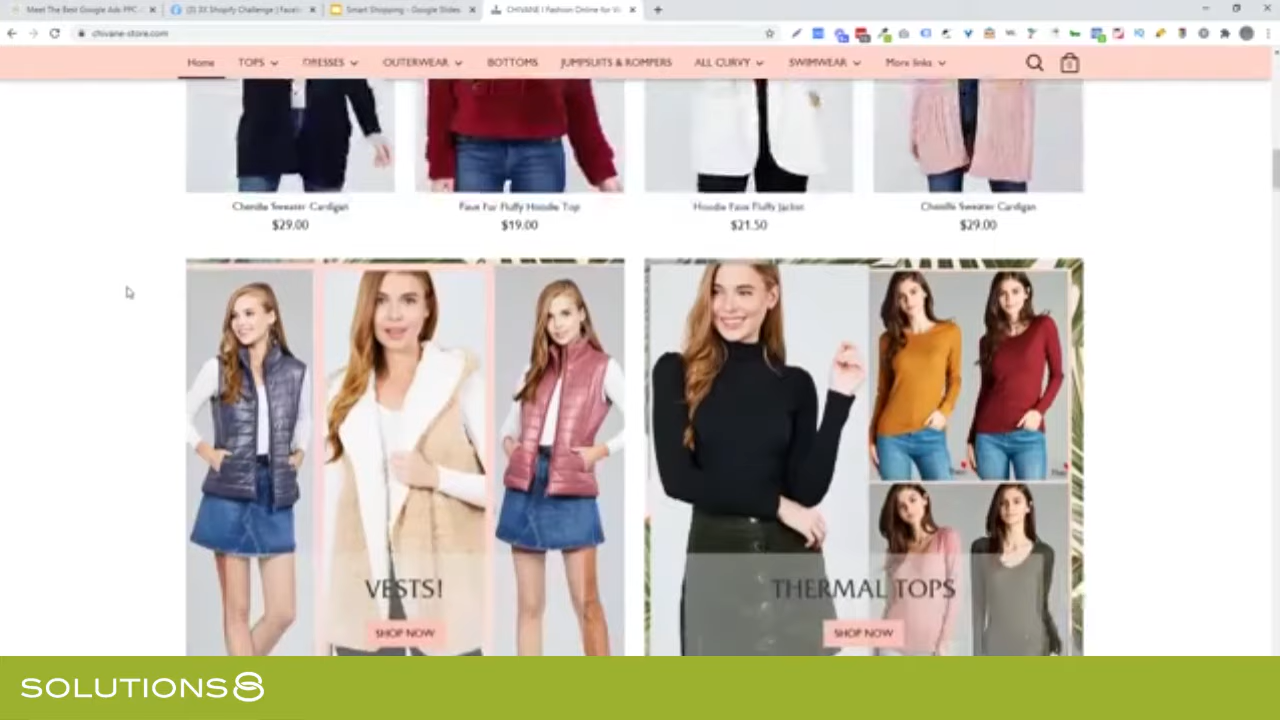 Meet The Best Google Ads PPC
(3) 3X Shopify Challenge | Faceb
Smart Shopping - Google Slides
CHIVANE | Fashion Online for W
chivane-store.com
Home
TOPS
DRESSES
OUTERWEAR
BOTTOMS
JUMPSUITS & ROMPERS
ALL CURVY
SWIMWEAR
More links
0
Chenille Sweater Cardigan
Faux Fur Fluffy Hoodie Top
Hoodie Faux Fluffy Jacket
Chenille Sweater Cardigan
$29.00
$19.00
$21.50
$29.00
VESTS!
THERMAL TOPS
SHOP NOW
SHOP NOW
SOLUTIONS8